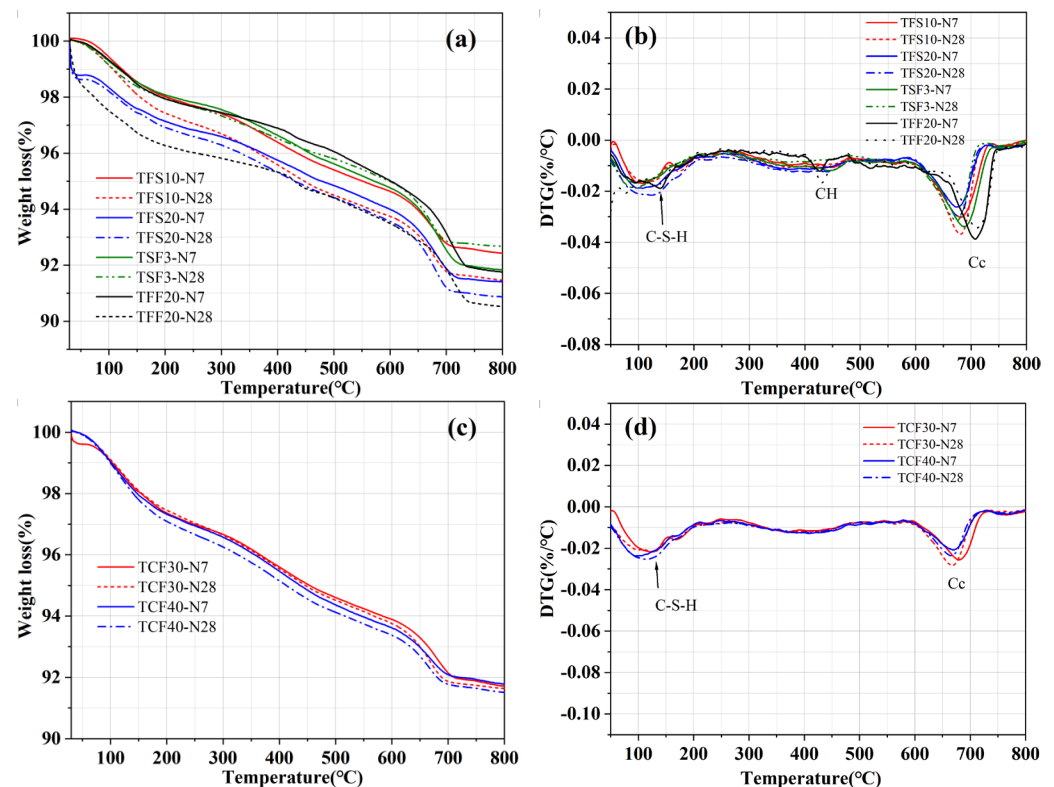 (a)
100
98
96
94
92
90
Weight loss(%)
TFS10-N7
TFS10-N28
TFS20-N7
TFS20-N28
TSF3-N7
TSF3-N28
TFF20-N7
TFF20-N28
100 200 300 400 500 600 700 800
Temperature(℃)
(b)
0.04
0.02
0.00
-0.02
-0.04
-0.06
-0.08
DTG(%/℃)
TFS10-N7
TFS10-N28
TFS20-N7
TFS20-N28
TSF3-N7
TSF3-N28
TFF20-N7
TFF20-N28
C-S-H
CH
Cc
100 200 300 400 500 600 700 800
Temperature(℃)
(c)
100
98
96
94
92
90
Weight loss(%)
TCF30-N7
TCF30-N28
TCF40-N7
TCF40-N28
100 200 300 400 500 600 700 800
Temperature(℃)
(d)
0.04
0.02
0.00
-0.02
-0.04
-0.06
-0.08
-0.10
DTG(%/℃)
TCF30-N7
TCF30-N28
TCF40-N7
TCF40-N28
C-S-H
Cc
100 200 300 400 500 600 700 800
Temperature(℃)